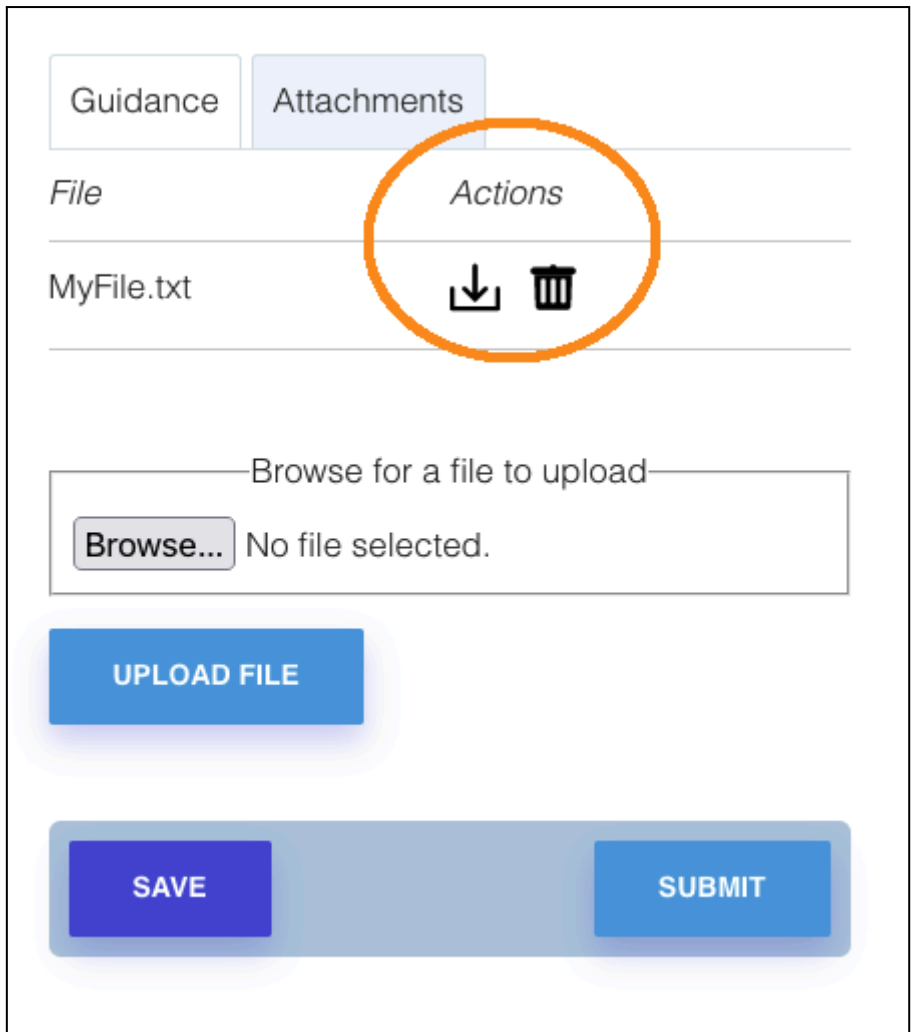 Guidance Attachments
File Actions
MyFile.txt
Browse for a file to upload
Browse... No file selected.
UPLOAD FILE
SAVE SUBMIT